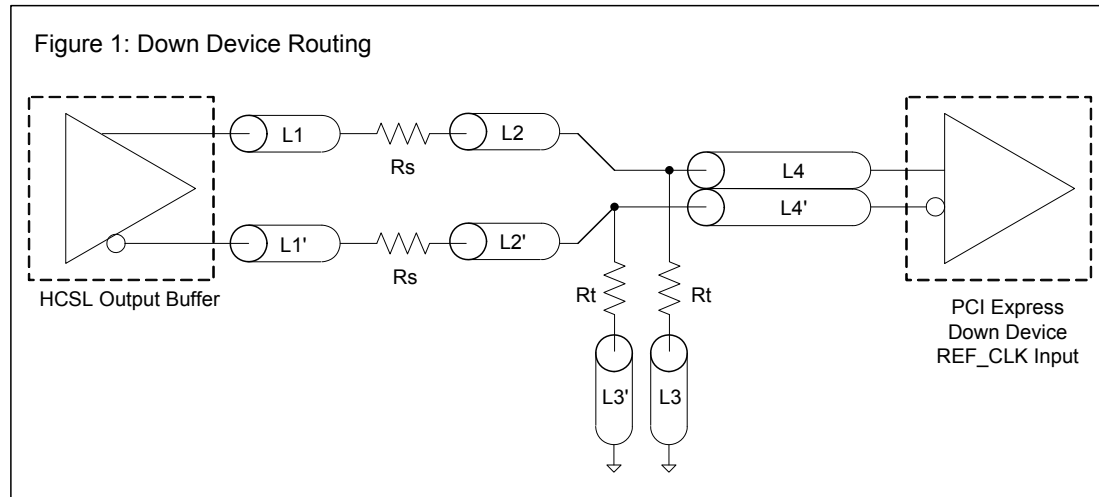 Figure 1: Down Device Routing
L1
Rs
L2
L4
L4'
L1'
Rs
L2'
HCSL Output Buffer
Rt
Rt
L3'
L3
PCI Express
Down Device
REF_CLK Input